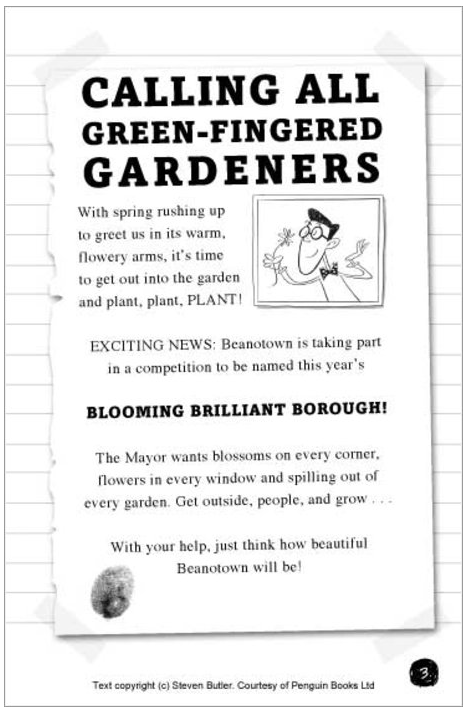 CALLING ALL
GREEN-FINGERED
GARDENERS
With spring rushing up
to greet us in its warm,
flowery arms, it's time
to get out into the garden
and plant, plant, PLANT!
EXCITING NEWS: Beanotown is taking part
in a competition to be named this year's
BLOOMING BRILLIANT BOROUGH!
The Mayor wants blossoms on every corner,
flowers in every window and spilling out of
every garden. Get outside, people, and grow . . .
With your help, just think how beautiful
Beanotown will be!
3.
Text copyright (c) Steven Butler. Courtesy of Penguin Books Ltd